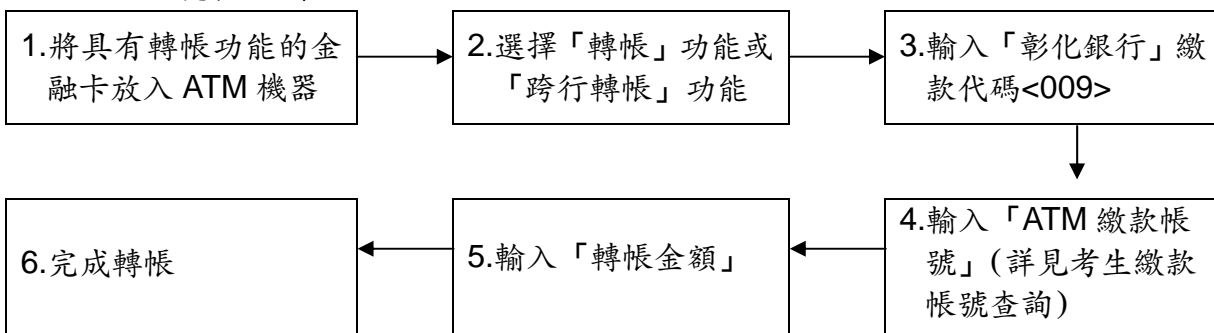 1.將具有轉帳功能的金
融卡放入 ATM 機器
2.選擇「轉帳」功能或
「跨行轉帳」功能
3.輸入「彰化銀行」繳
款代碼<009>
4.輸入「ATM 繳款帳
號」(詳見考生繳款
帳號查詢)
5.輸入「轉帳金額」
6.完成轉帳